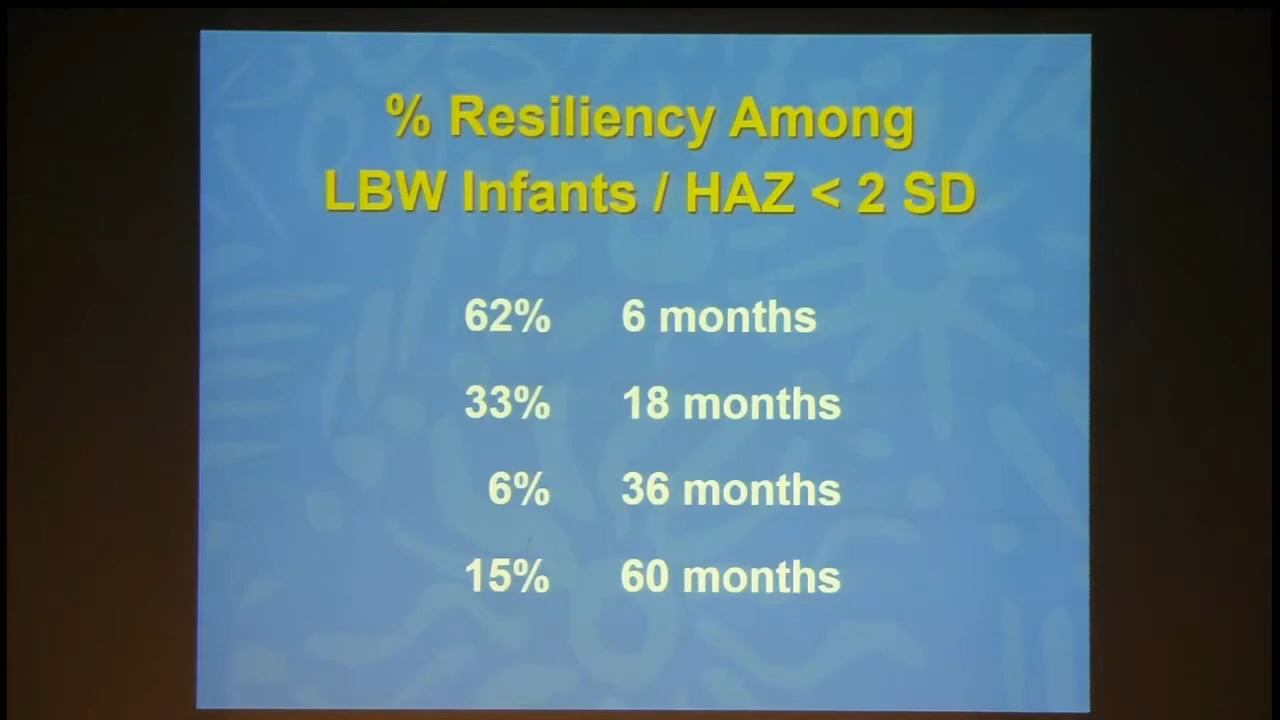 % Resiliency Among
LBW Infants / HAZ < 2 SD
62% 6 months
33% 18 months
6% 36 months
15% 60 months